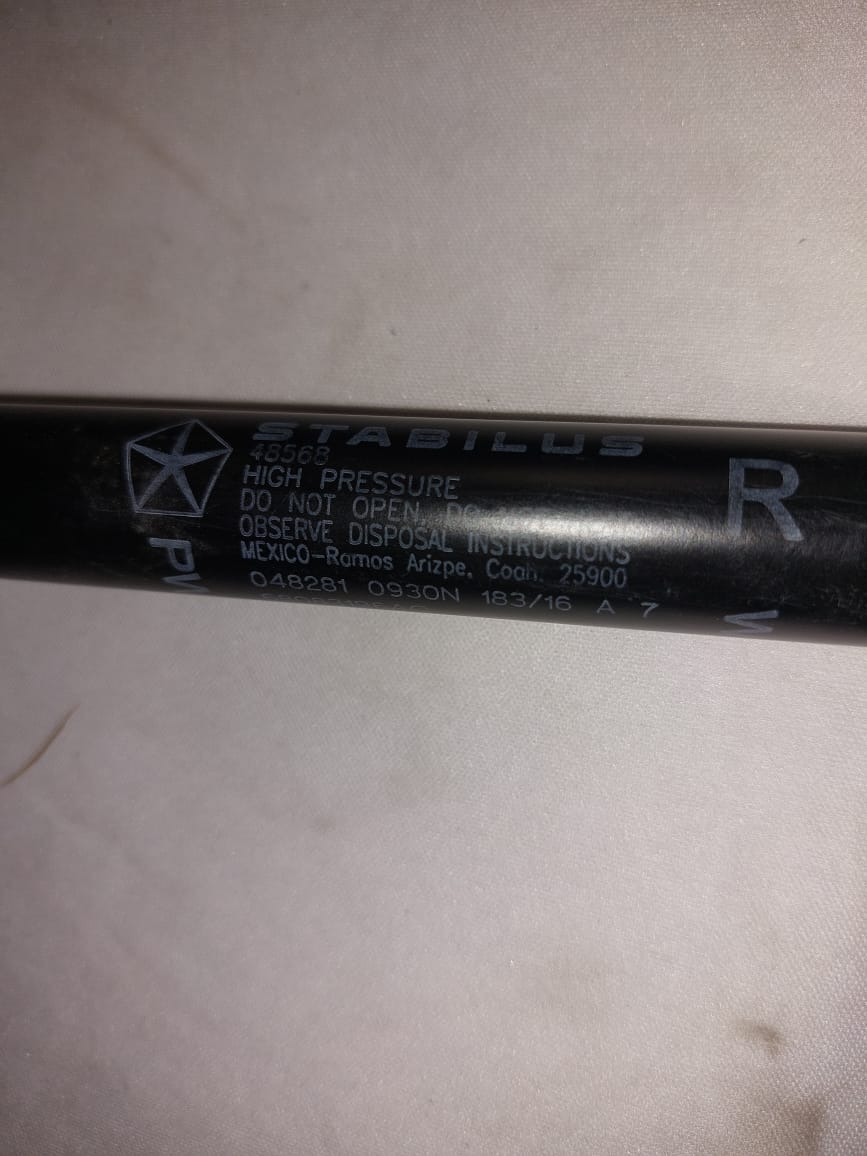 STABILUS
48568
HIGH PRESSURE
DO NOT OPEN, DO
OBSERVE DISPOSAL INSTRUCTIONS
MEXICO-Ramos Arizpe, Coah. 25900
048281 0930N 183/16 A 7
R